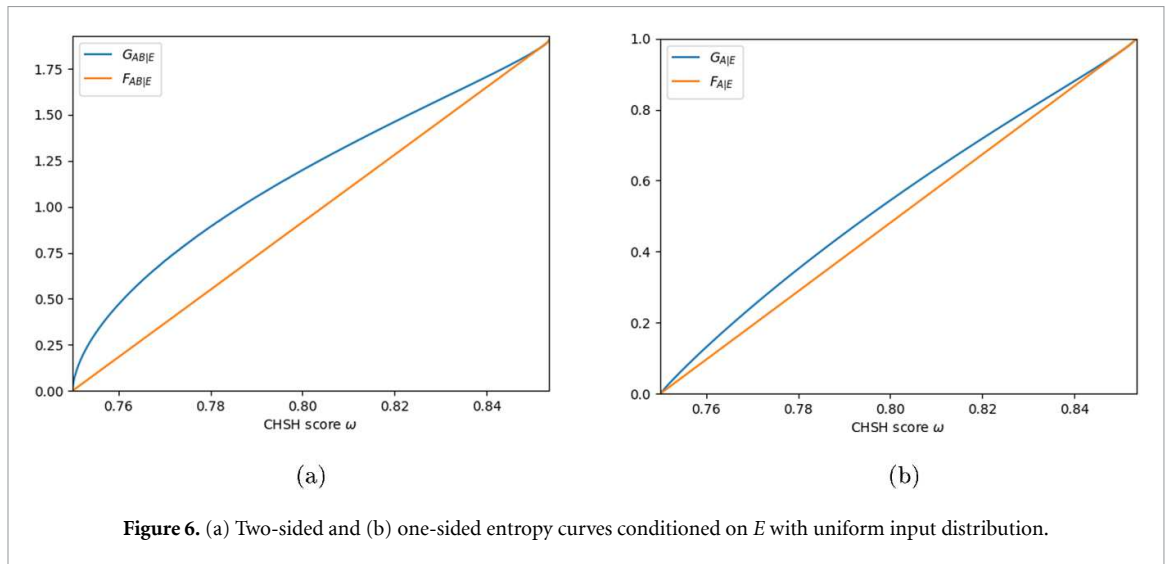 G_{AB|E}
F_{AB|E}
1.75
1.50
1.25
1.00
0.75
0.50
0.25
0.00
0.76 0.78 0.80 0.82 0.84
CHSH score ω
(a)
G_{A|E}
F_{A|E}
1.0
0.8
0.6
0.4
0.2
0.0
0.76 0.78 0.80 0.82 0.84
CHSH score ω
(b)
Figure 6. (a) Two-sided and (b) one-sided entropy curves conditioned on E with uniform input distribution.